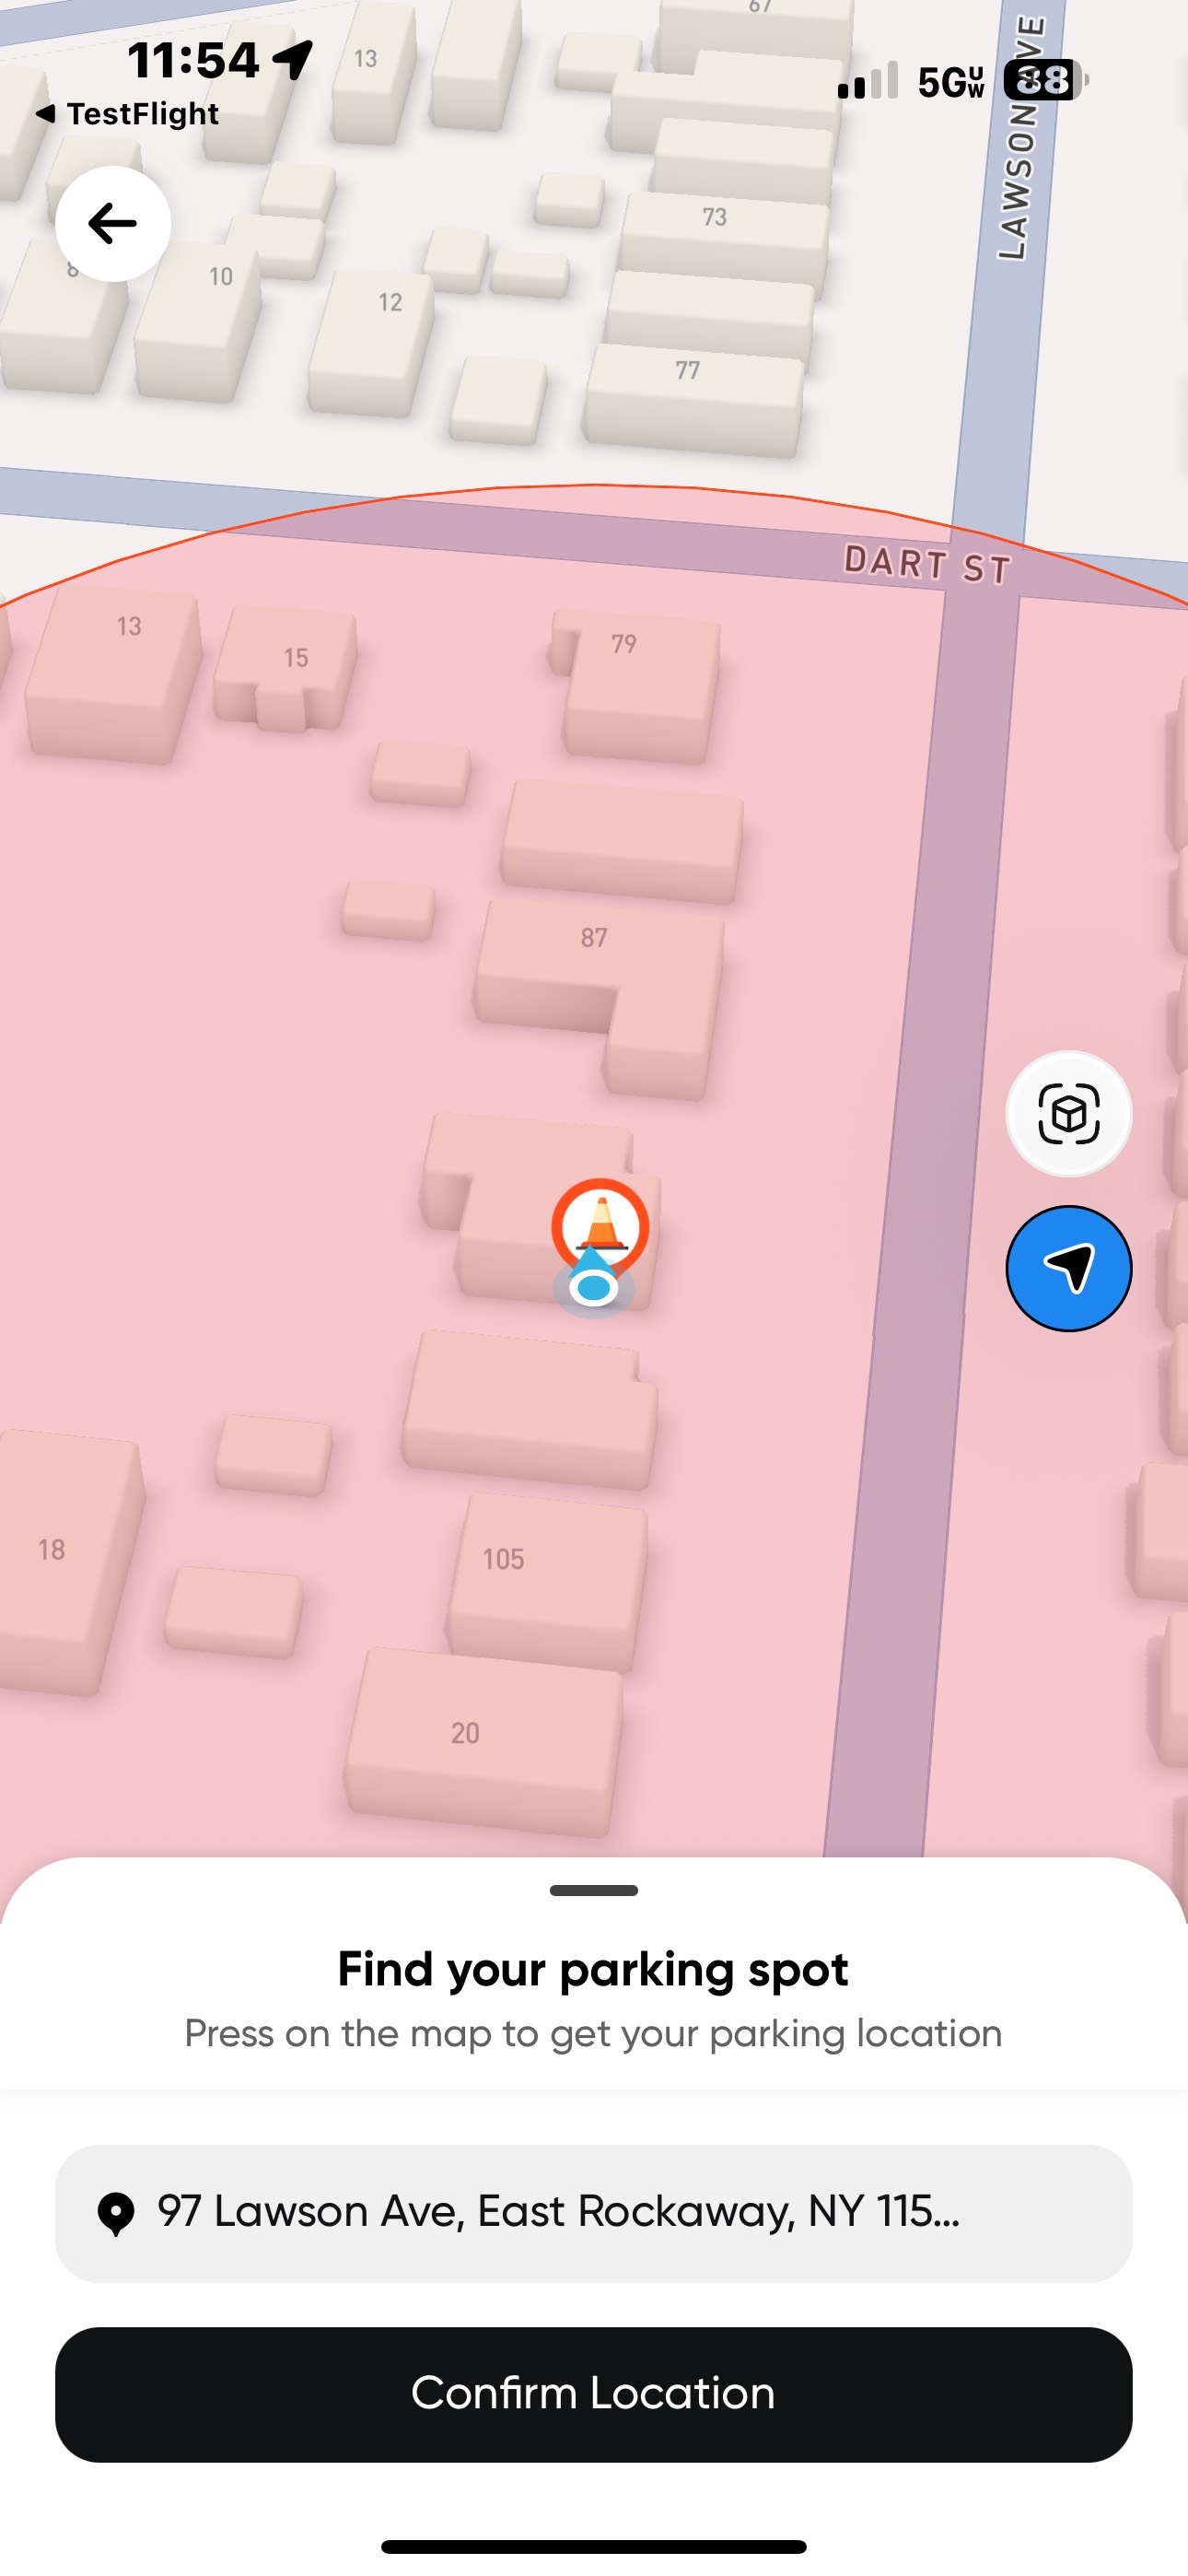 67
11:54
5G UW
88
TestFlight
LAWSON AVE
13
73
8
10
12
77
DART ST
13
15
79
87
18
105
20
Find your parking spot
Press on the map to get your parking location
97 Lawson Ave, East Rockaway, NY 115...
Confirm Location